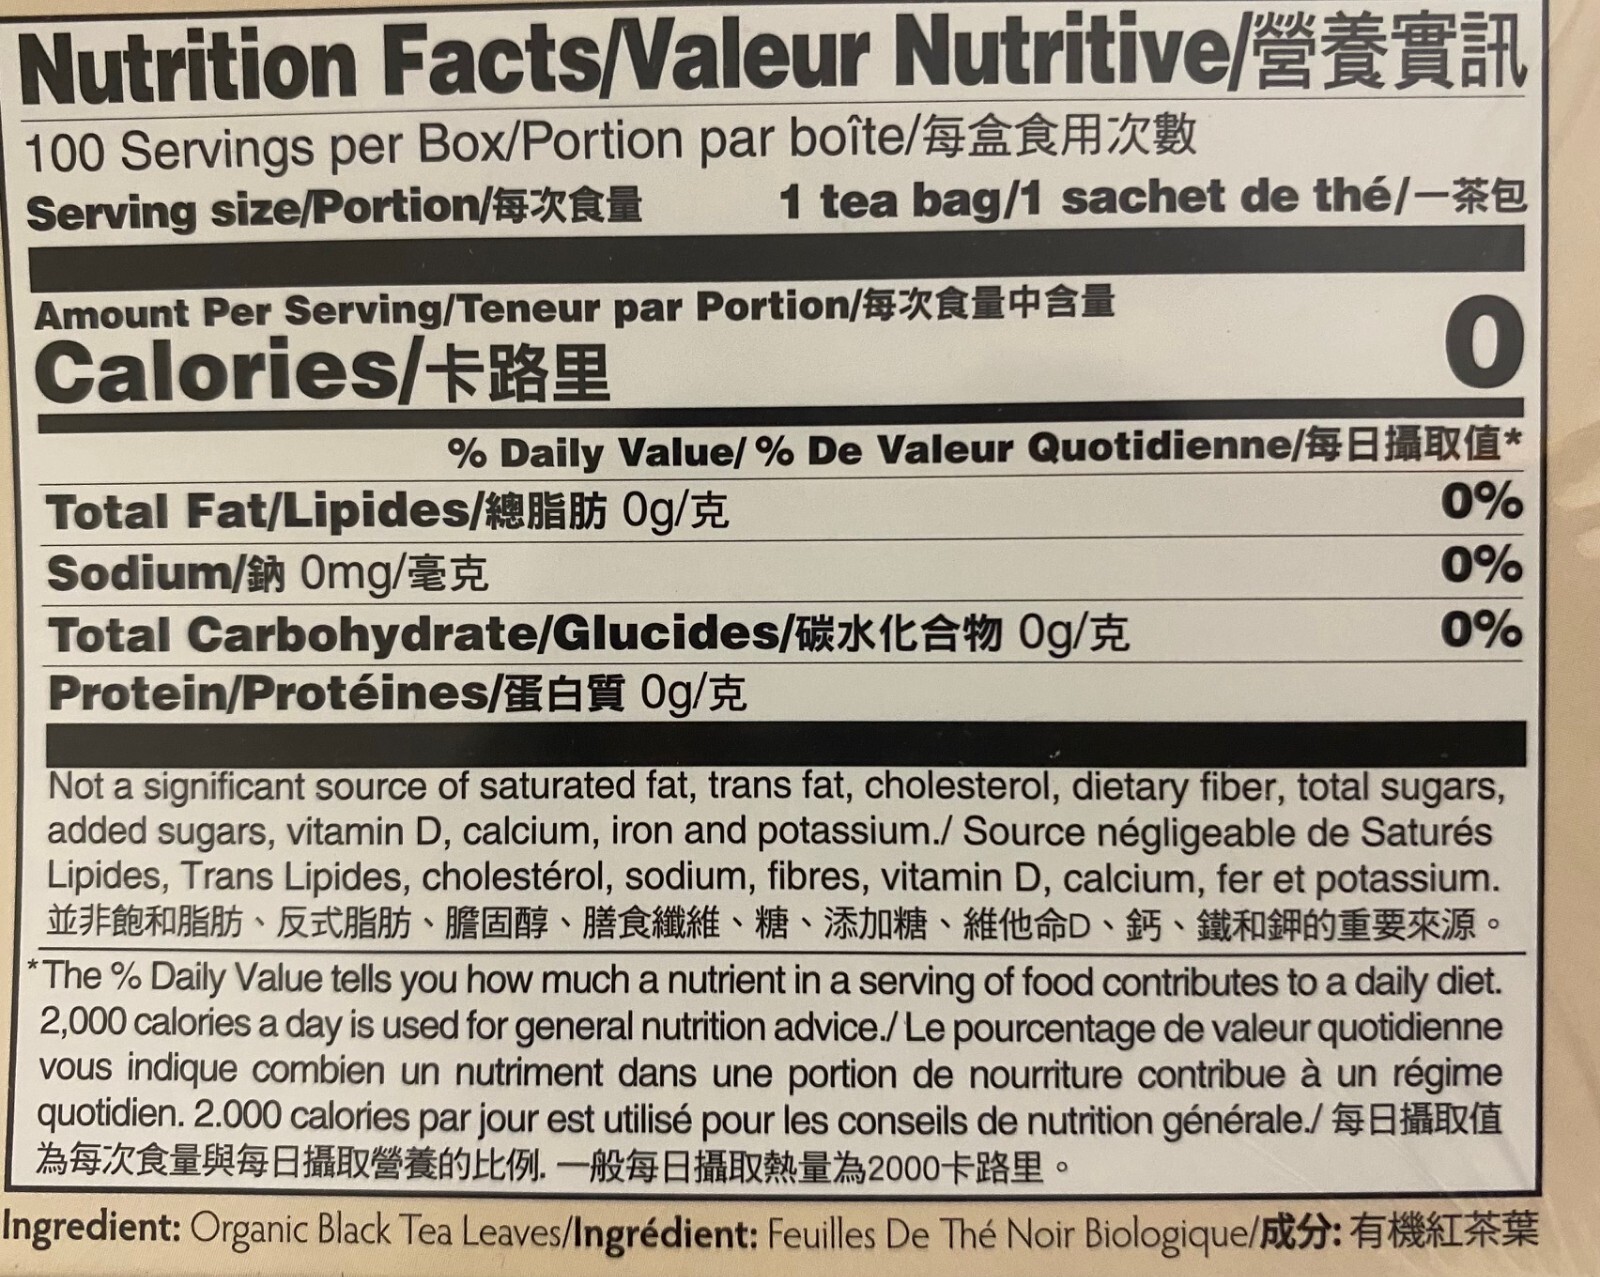 Nutrition Facts/Valeur Nutritive/營養實訊
100 Servings per Box/Portion par boîte/每盒食用次數
Serving size/Portion/每次食量 1 tea bag/1 sachet de thé/一茶包
Amount Per Serving/Teneur par Portion/每次食量中含量
Calories/卡路里 0
% Daily Value/ % De Valeur Quotidienne/每日攝取值*
Total Fat/Lipides/總脂肪 0g/克 0%
Sodium/鈉 0mg/毫克 0%
Total Carbohydrate/Glucides/碳水化合物 0g/克 0%
Protein/Protéines/蛋白質 0g/克
Not a significant source of saturated fat, trans fat, cholesterol, dietary fiber, total sugars,
added sugars, vitamin D, calcium, iron and potassium./ Source négligeable de Saturés
Lipides, Trans Lipides, cholestérol, sodium, fibres, vitamin D, calcium, fer et potassium.
並非飽和脂肪、反式脂肪、膽固醇、膳食纖維、糖、添加糖、維他命D、鈣、鐵和鉀的重要來源。
*The % Daily Value tells you how much a nutrient in a serving of food contributes to a daily diet.
2,000 calories a day is used for general nutrition advice./ Le pourcentage de valeur quotidienne
vous indique combien un nutriment dans une portion de nourriture contribue à un régime
quotidien. 2.000 calories par jour est utilisé pour les conseils de nutrition générale./ 每日攝取值
為每次食量與每日攝取營養的比例. 一般每日攝取熱量為2000卡路里。
Ingredient: Organic Black Tea Leaves/Ingrédient: Feuilles De Thé Noir Biologique/成分: 有機紅茶葉